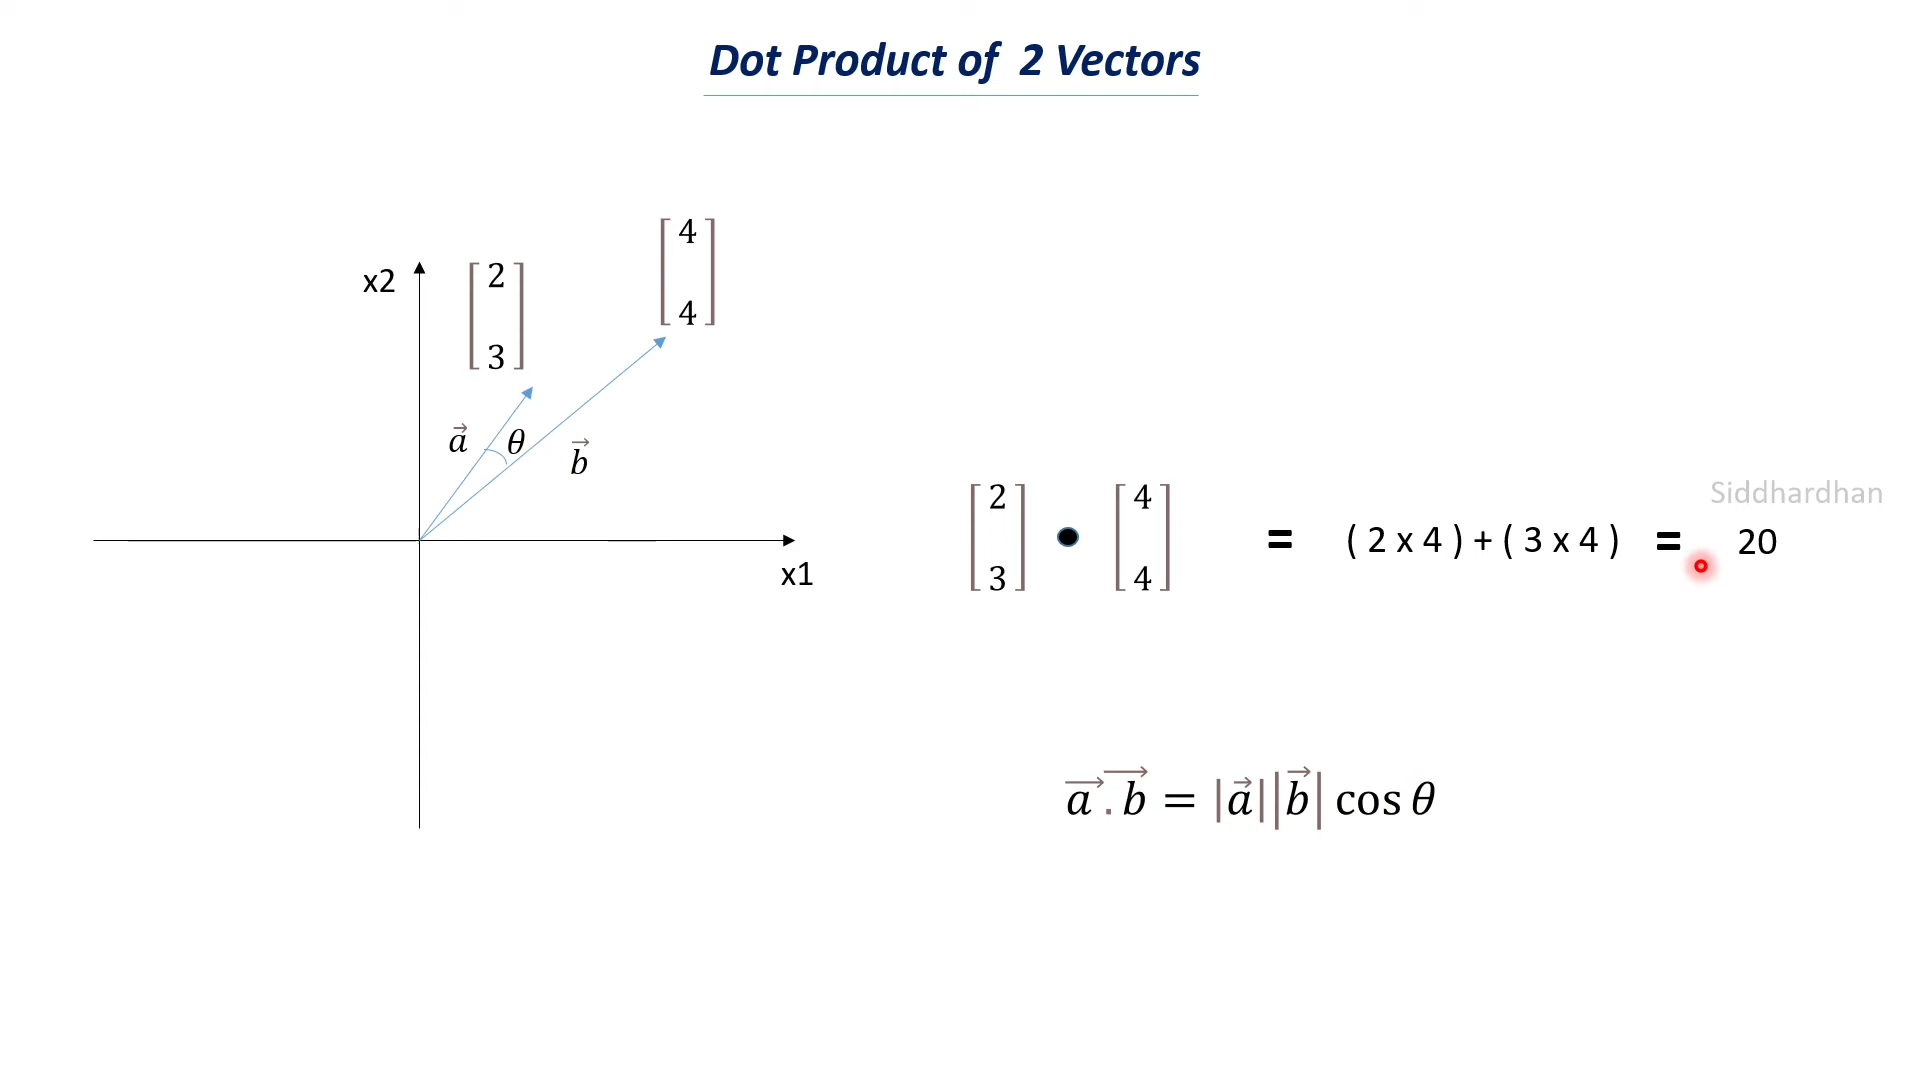 Dot Product of 2 Vectors
[4
4]
x2
[2
3]
a⃗
θ
b⃗
x1
[2
3] • [4
4] = ( 2 x 4 ) + ( 3 x 4 ) = 20
Siddhardhan
a⃗ . b⃗ = |a⃗||b⃗| cos θ